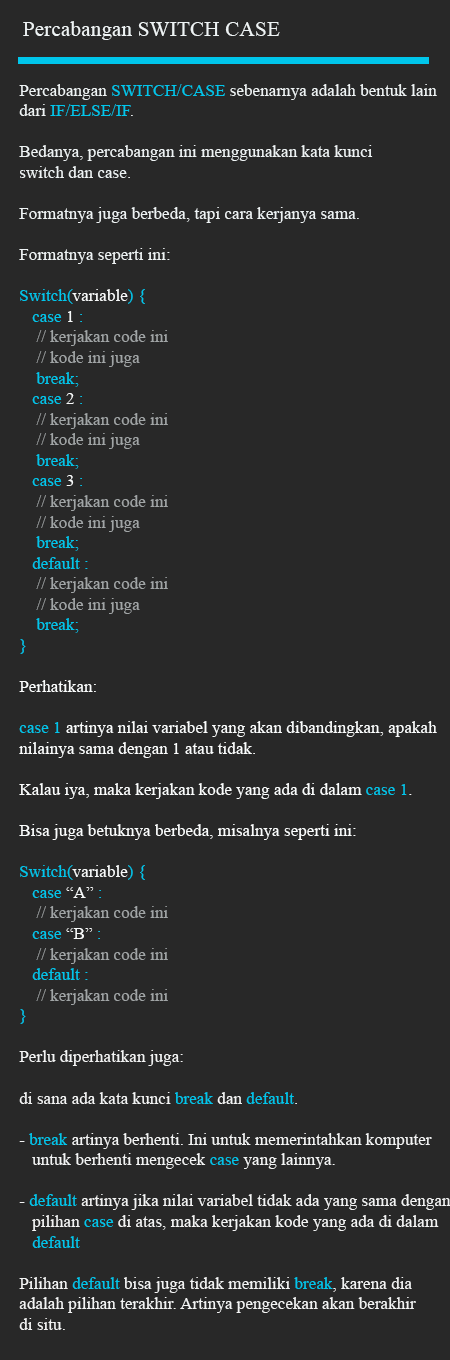 Percabangan SWITCH CASE
Percabangan SWITCH/CASE sebenarnya adalah bentuk lain
dari IF/ELSE/IF.
Bedanya, percabangan ini menggunakan kata kunci
switch dan case.
Formatnya juga berbeda, tapi cara kerjanya sama.
Formatnya seperti ini:
Switch(variable) {
case 1 :
// kerjakan code ini
// kode ini juga
break;
case 2 :
// kerjakan code ini
// kode ini juga
break;
case 3 :
// kerjakan code ini
// kode ini juga
break;
default :
// kerjakan code ini
// kode ini juga
break;
}
Perhatikan:
case 1 artinya nilai variabel yang akan dibandingkan, apakah
nilainya sama dengan 1 atau tidak.
Kalau iya, maka kerjakan kode yang ada di dalam case 1.
Bisa juga betuknya berbeda, misalnya seperti ini:
Switch(variable) {
case “A” :
// kerjakan code ini
case “B” :
// kerjakan code ini
default :
// kerjakan code ini
}
Perlu diperhatikan juga:
di sana ada kata kunci break dan default.
- break artinya berhenti. Ini untuk memerintahkan komputer
untuk berhenti mengecek case yang lainnya.
- default artinya jika nilai variabel tidak ada yang sama dengan
pilihan case di atas, maka kerjakan kode yang ada di dalam
default
Pilihan default bisa juga tidak memiliki break, karena dia
adalah pilihan terakhir. Artinya pengecekan akan berakhir
di situ.